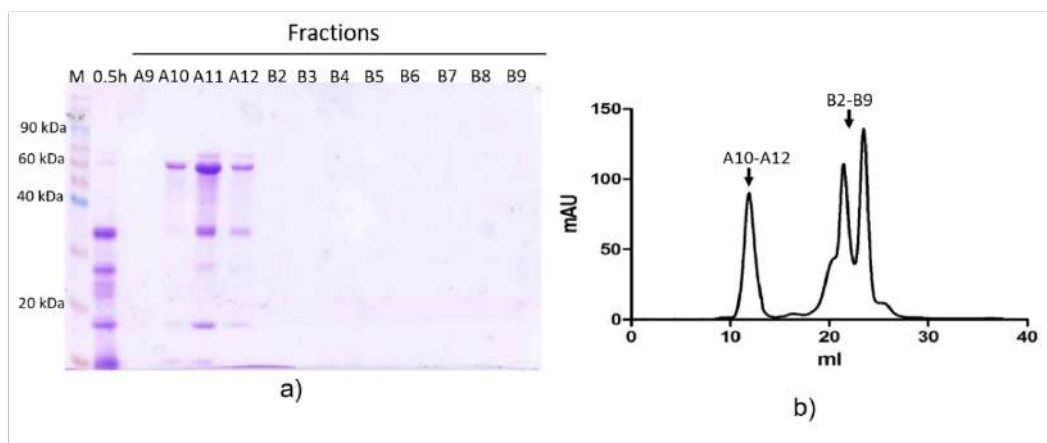 Fractions
M 0.5h A9 A10 A11 A12 B2 B3 B4 B5 B6 B7 B8 B9
90 kDa
60 kDa
40 kDa
20 kDa
a)
150
100
50
0
mAU
A10-A12
B2-B9
0 10 20 30 40
ml
b)